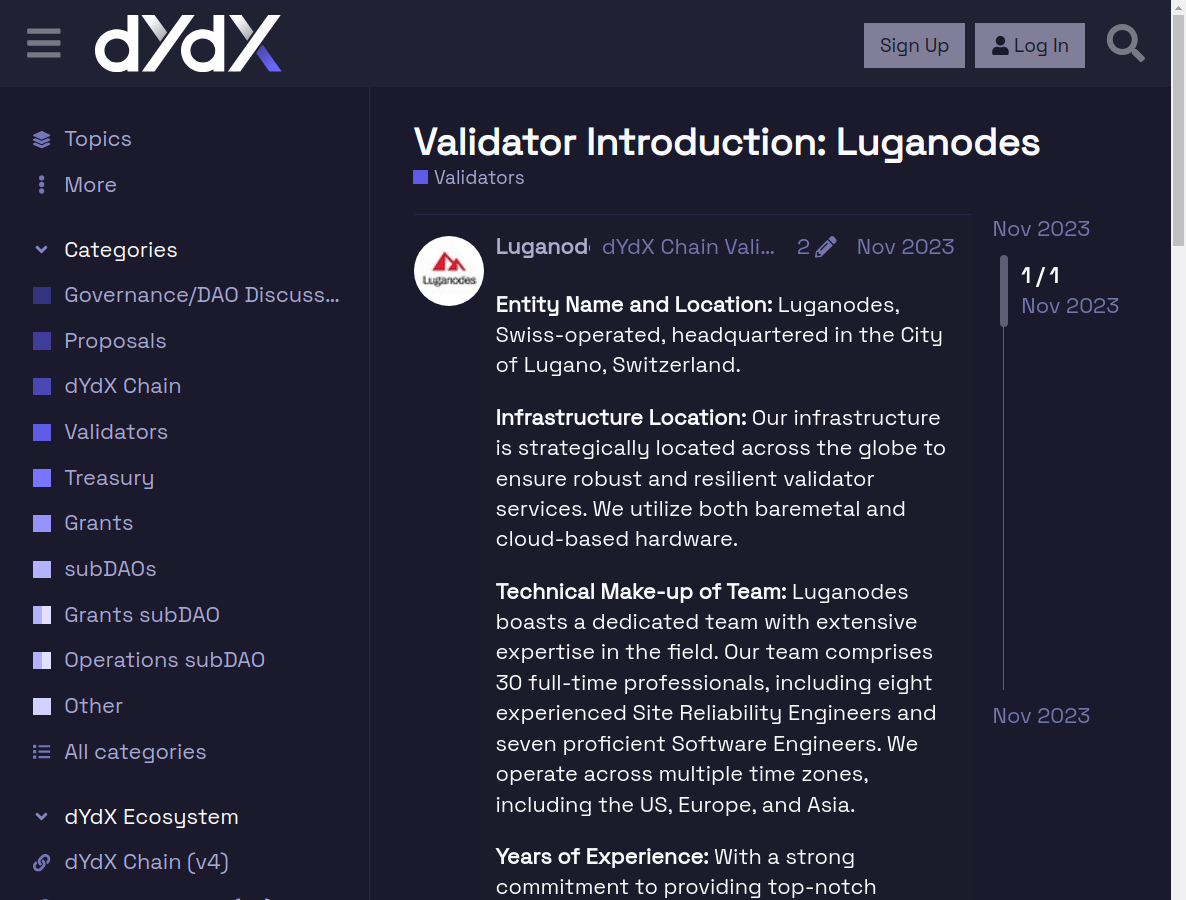 dYdX
Sign Up
Log In
Topics
More
Categories
Governance/DAO Discuss...
Proposals
dYdX Chain
Validators
Treasury
Grants
subDAOs
Grants subDAO
Operations subDAO
Other
All categories
dYdX Ecosystem
dYdX Chain (v4)
Validator Introduction: Luganodes
Validators
Luganodes
Luganod dYdX Chain Vali... 2 Nov 2023
Entity Name and Location: Luganodes,
Swiss-operated, headquartered in the City
of Lugano, Switzerland.
Infrastructure Location: Our infrastructure
is strategically located across the globe to
ensure robust and resilient validator
services. We utilize both baremetal and
cloud-based hardware.
Technical Make-up of Team: Luganodes
boasts a dedicated team with extensive
expertise in the field. Our team comprises
30 full-time professionals, including eight
experienced Site Reliability Engineers and
seven proficient Software Engineers. We
operate across multiple time zones,
including the US, Europe, and Asia.
Years of Experience: With a strong
commitment to providing top-notch
Nov 2023
1 / 1
Nov 2023
Nov 2023